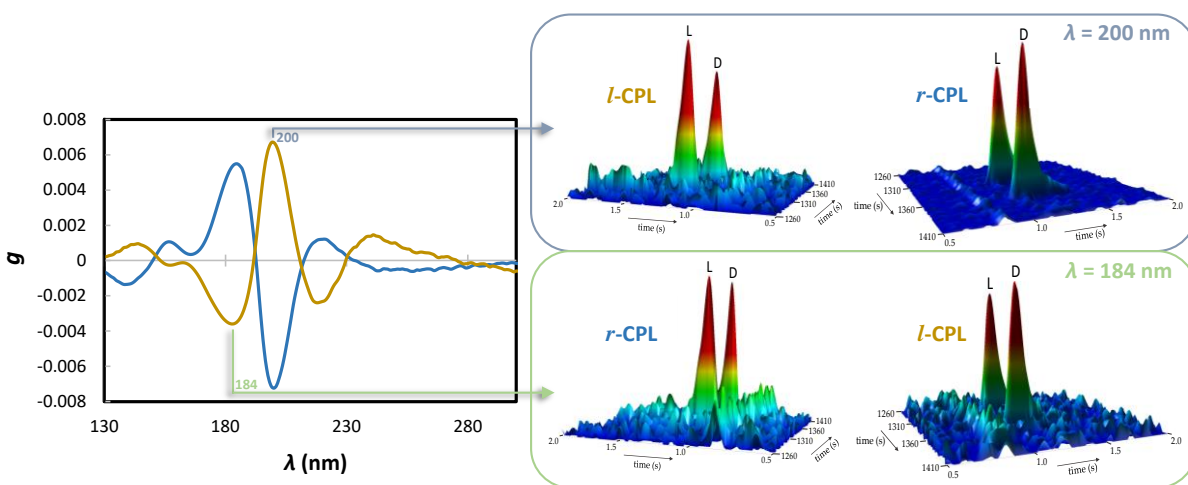 0.008
0.006
0.004
0.002
0
-0.002
-0.004
-0.006
-0.008
g
130
180
230
280
λ (nm)
200
184
λ = 200 nm
l-CPL
L
D
2.0
1.5
1.0
0.5
time (s)
1260
1310
1360
1410
time (s)
r-CPL
L
D
1260
1310
1360
1410
time (s)
0.5
1.0
1.5
2.0
time (s)
λ = 184 nm
r-CPL
L
D
2.0
1.5
1.0
0.5
time (s)
1260
1310
1360
1410
time (s)
l-CPL
L
D
1260
1310
1360
1410
time (s)
0.5
1.0
1.5
2.0
time (s)